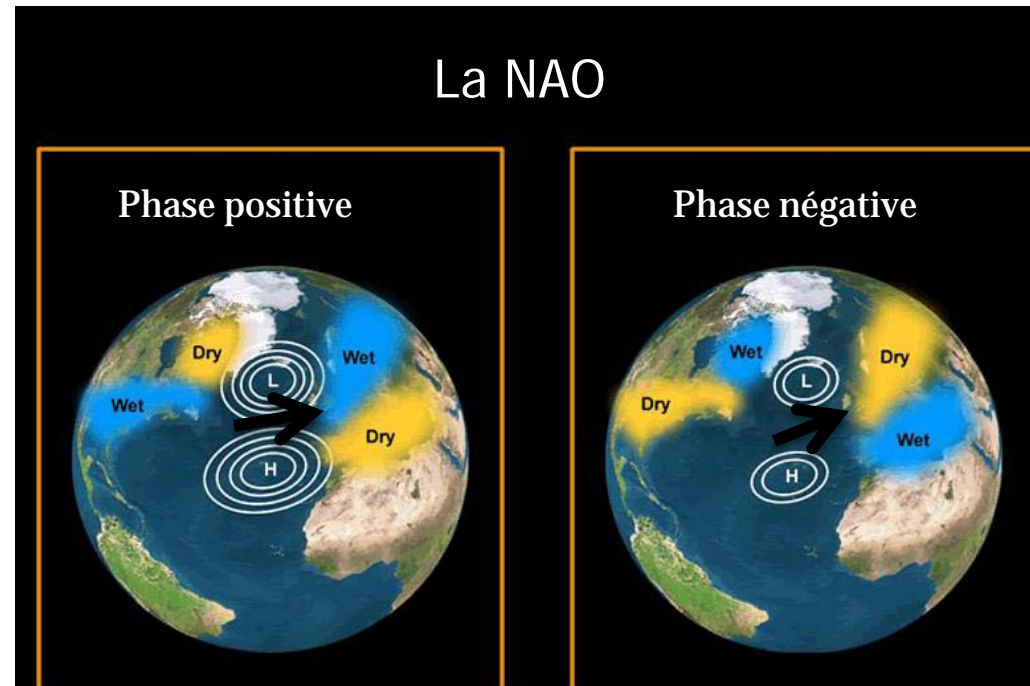 La NAO
Phase positive
Dry
Wet
L
Wet
Dry
H
Phase négative
Wet
Dry
L
Dry
Wet
H